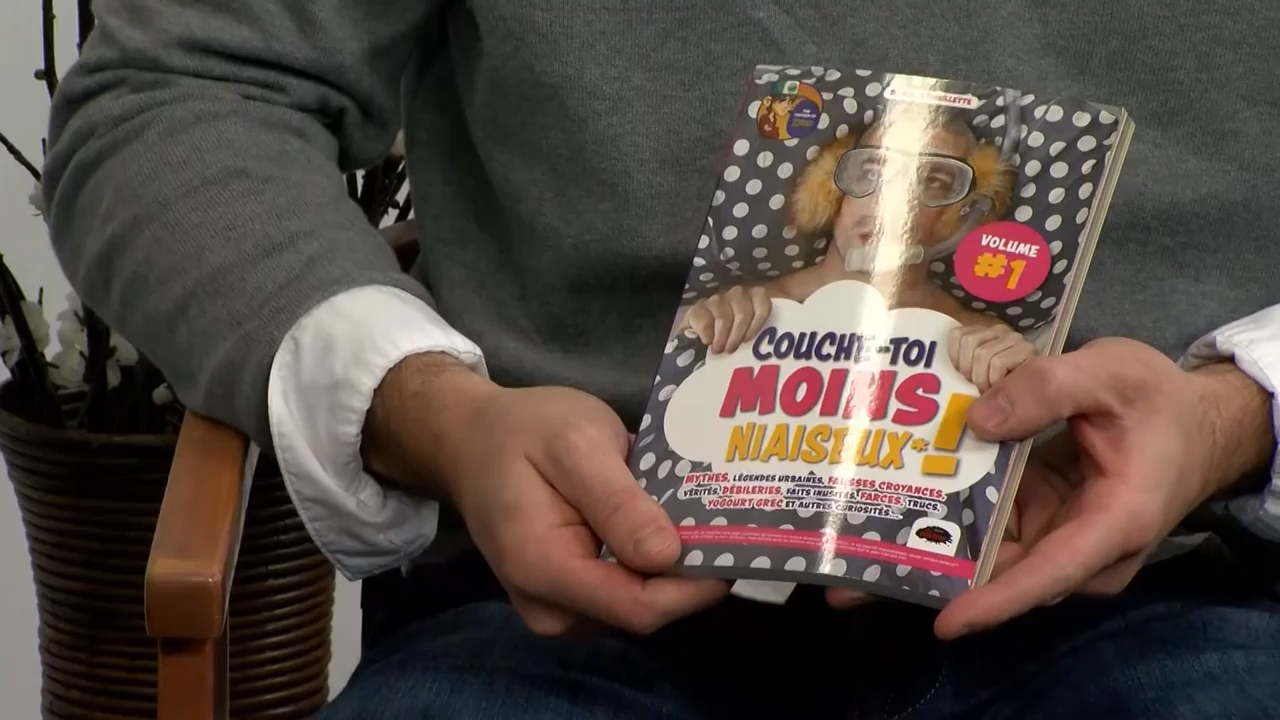 VOLUME
#1
COUCHE-TOI
MOINS
NIAISEUX*!
MYTHES, LÉGENDES URBAINES, FAUSSES CROYANCES,
VÉRITÉS, DÉBILERIES, FAITS INUSITÉS, FARCES, TRUCS,
YOGOURT GREC ET AUTRES CURIOSITÉS...